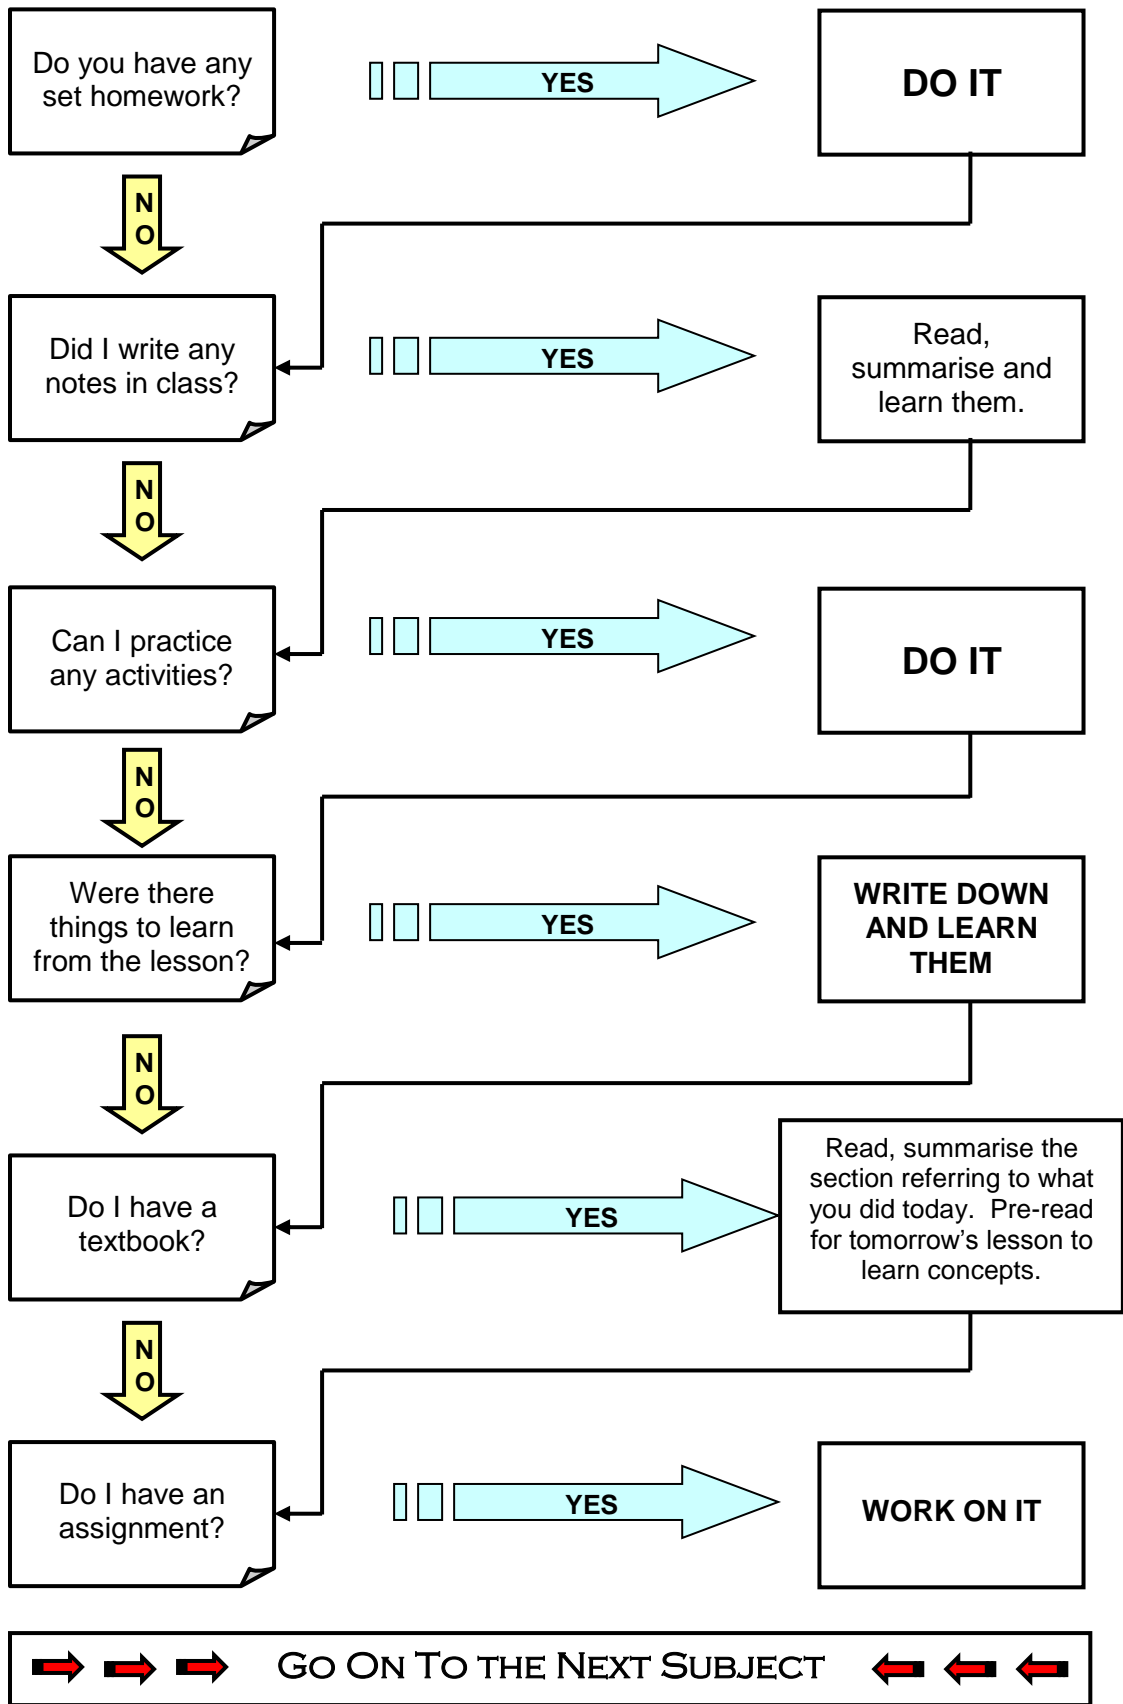 Do you have any
set homework?
YES
DO IT
N
O
Did I write any
notes in class?
YES
Read,
summarise and
learn them.
N
O
Can I practice
any activities?
YES
DO IT
N
O
Were there
things to learn
from the lesson?
YES
WRITE DOWN
AND LEARN
THEM
N
O
Do I have a
textbook?
YES
Read, summarise the
section referring to what
you did today.  Pre-read
for tomorrow’s lesson to
learn concepts.
N
O
Do I have an
assignment?
YES
WORK ON IT
GO ON TO THE NEXT SUBJECT